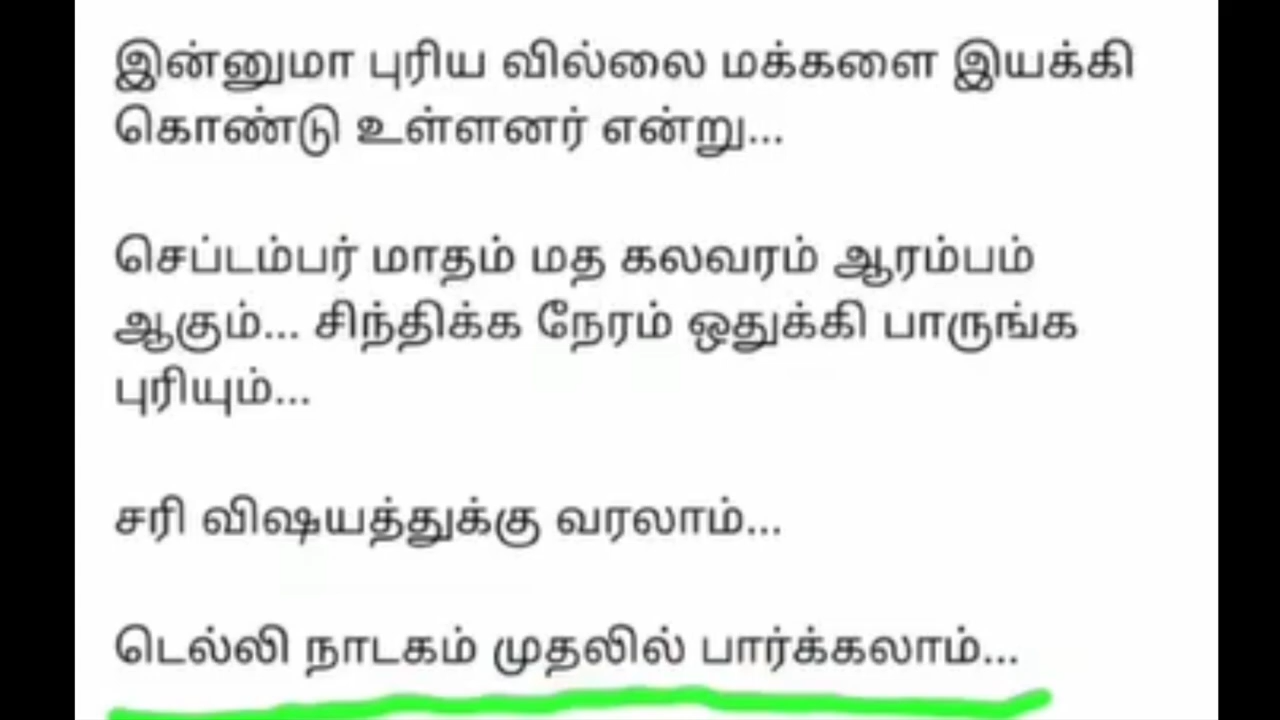 இன்னுமா புரிய வில்லை மக்களை இயக்கி
கொண்டு உள்ளனர் என்று...
செப்டம்பர் மாதம் மத கலவரம் ஆரம்பம்
ஆகும்... சிந்திக்க நேரம் ஒதுக்கி பாருங்க
புரியும்...
சரி விஷயத்துக்கு வரலாம்...
டெல்லி நாடகம் முதலில் பார்க்கலாம்...